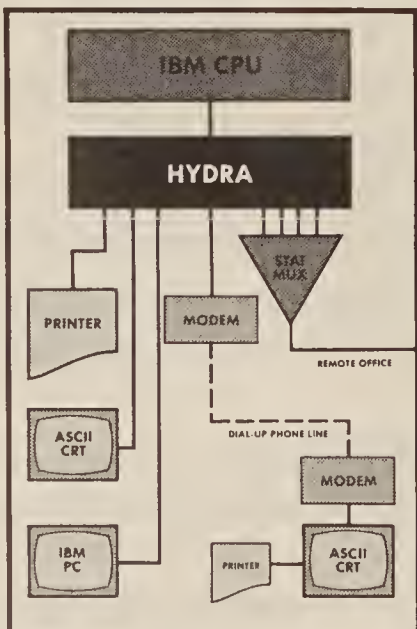 IBM CPU
HYDRA
STAT
MUX
PRINTER
MODEM
REMOTE OFFICE
ASCII
CRT
DIAL-UP PHONE LINE
MODEM
IBM
PC
PRINTER
ASCII
CRT